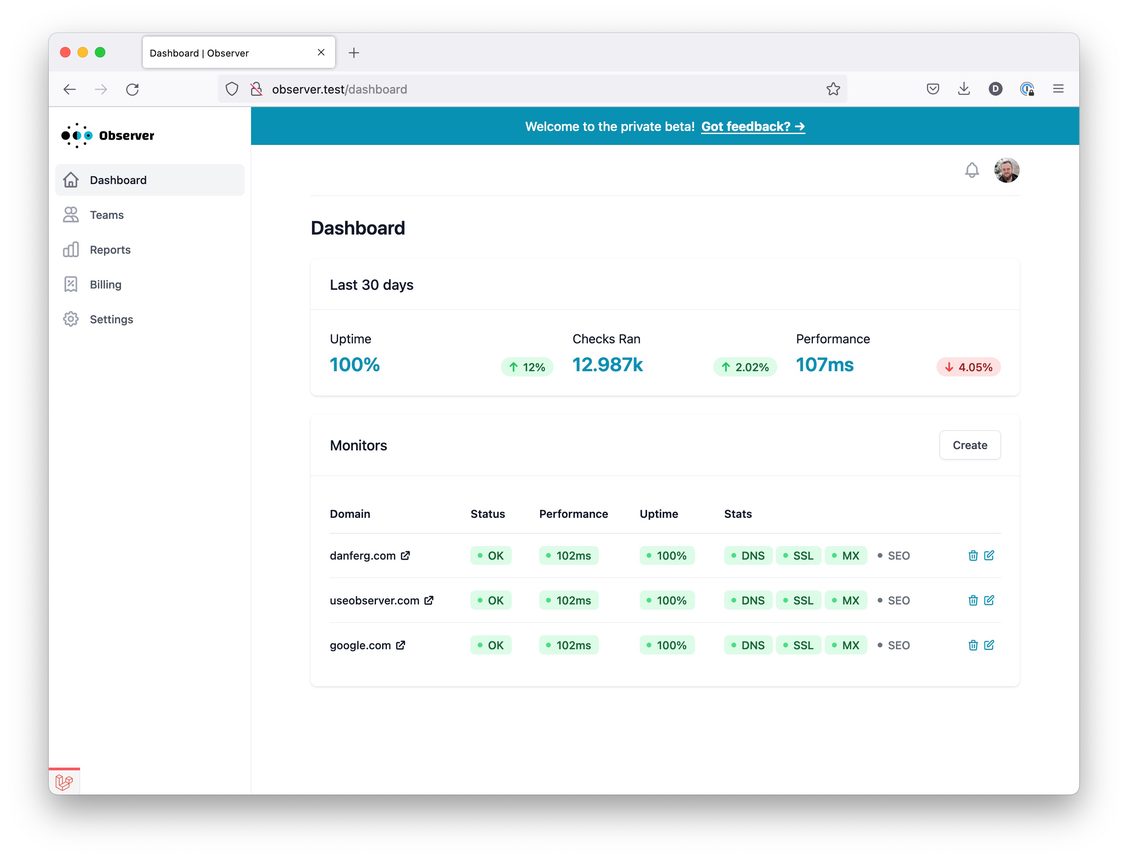 Dashboard | Observer
observer.test/dashboard
D
Observer
Welcome to the private beta! Got feedback? →
Dashboard
Teams
Reports
Billing
Settings
Dashboard
Last 30 days
Uptime Checks Ran Performance
100% ↑ 12% 12.987k ↑ 2.02% 107ms ↓ 4.05%
Monitors Create
Domain Status Performance Uptime Stats
danferg.com OK 102ms 100% DNS SSL MX SEO
useobserver.com OK 102ms 100% DNS SSL MX SEO
google.com OK 102ms 100% DNS SSL MX SEO